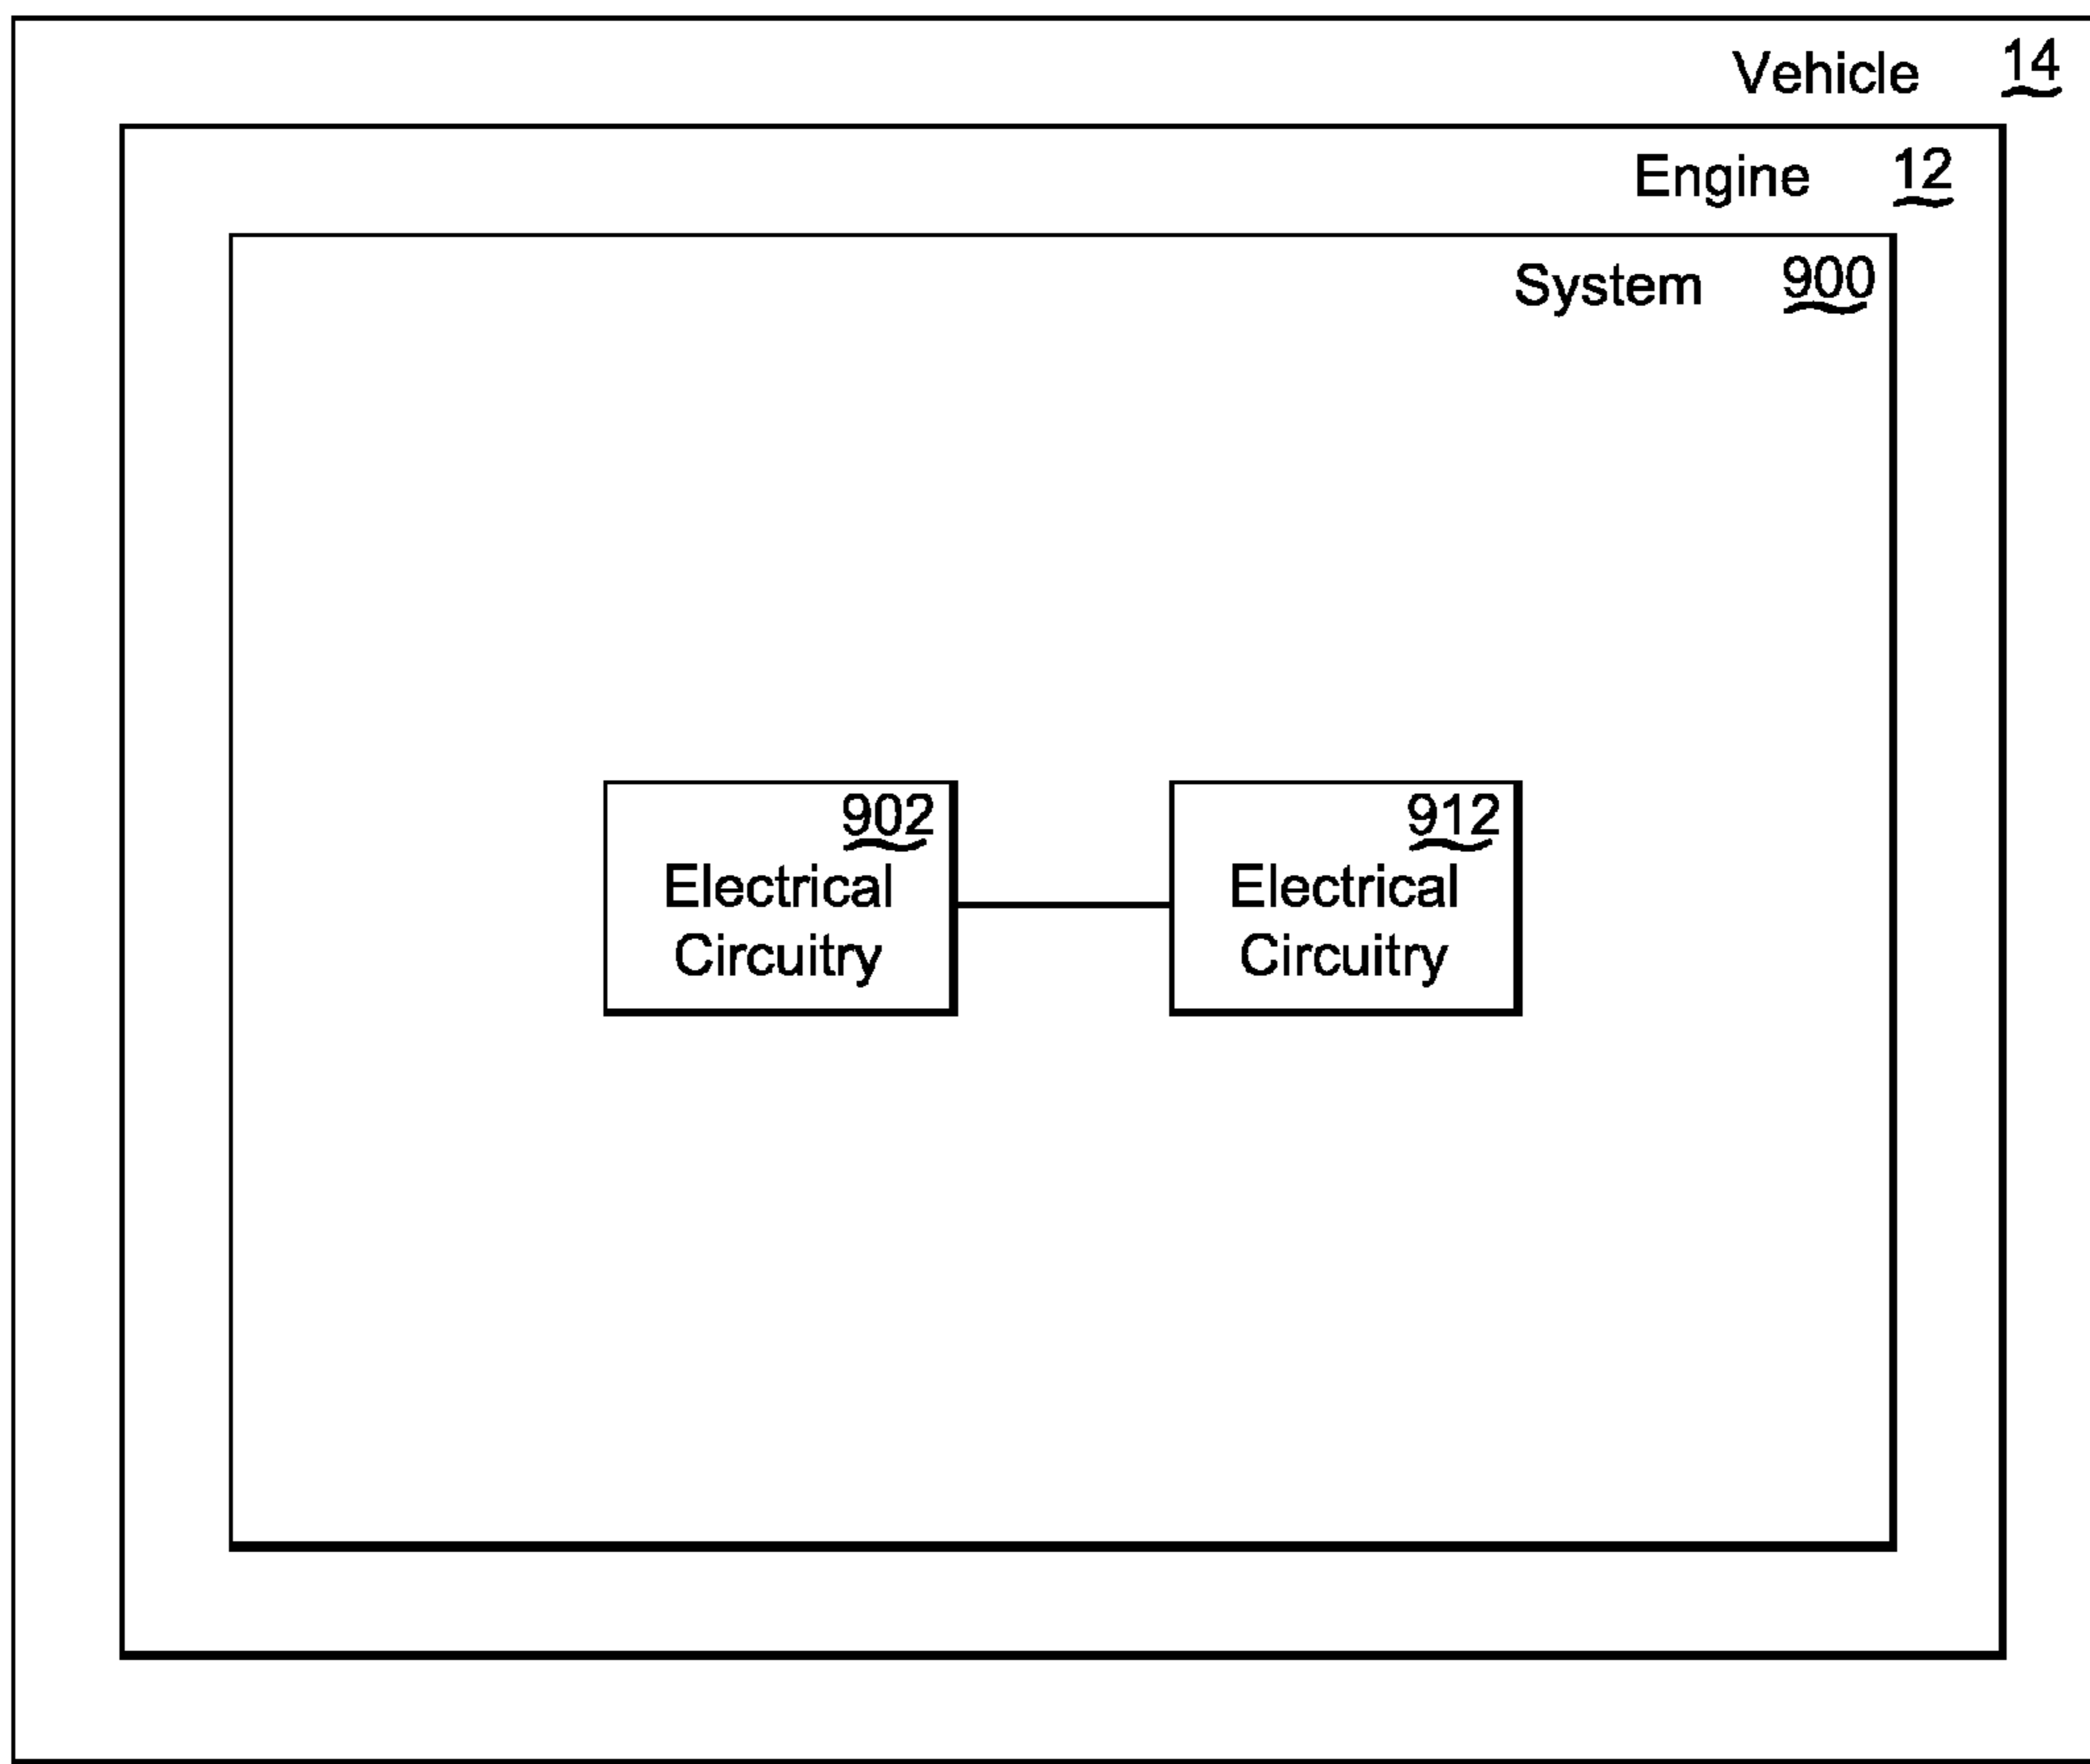 Vehicle 14
Engine 12
System 900
902
Electrical
Circuitry
912
Electrical
Circuitry